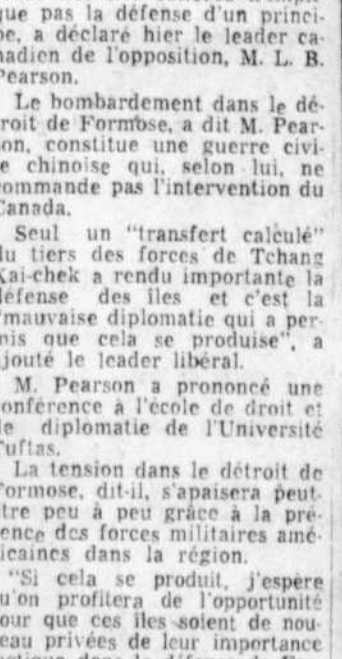 que pas la défense d'un princi-
pe, a déclaré hier le leader ca-
nadien de l'opposition, M. L. B.
Pearson.
Le bombardement dans le dé-
troit de Formose, a dit M. Pear-
son, constitue une guerre civi-
le chinoise qui, selon lui, ne
commande pas l'intervention du
Canada.
Seul un "transfert calculé"
du tiers des forces de Tchang
Kai-chek a rendu importante la
défense des îles et c'est la
"mauvaise diplomatie qui a per-
mis que cela se produise", a
ajouté le leader libéral.
M. Pearson a prononcé une
conférence à l'école de droit et
de diplomatie de l'Université
Tuftas.
La tension dans le détroit de
Formose, dit-il, s'apaisera peut-
être peu à peu grâce à la pré-
sence des forces militaires amé-
ricaines dans la région.
"Si cela se produit, j'espère
qu'on profitera de l'opportunité
pour que ces îles soient de nou-
veau privées de leur importance